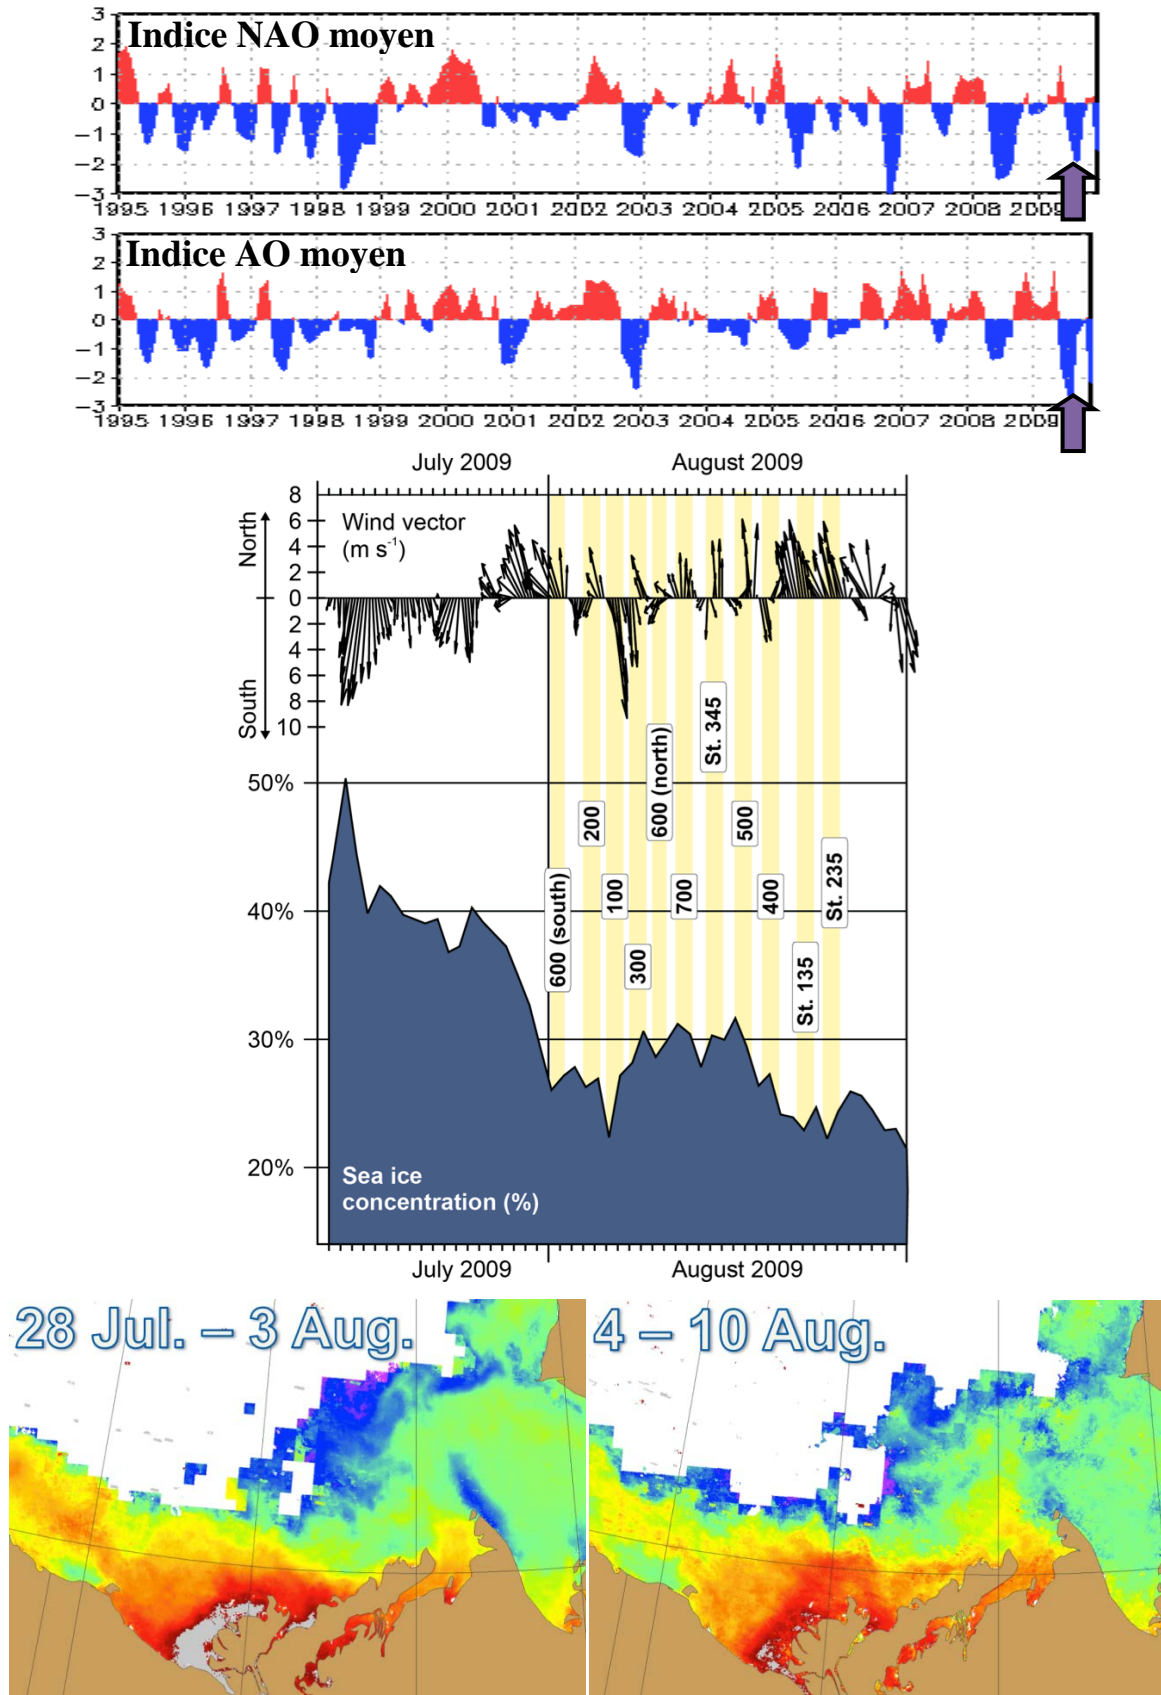 Indice NAO moyen
3
2
1
0
−1
−2
−3
1995 1996 1997 1998 1999 2000 2001 2002 2003 2004 2005 2006 2007 2008 2009
Indice AO moyen
3
2
1
0
−1
−2
−3
1995 1996 1997 1998 1999 2000 2001 2002 2003 2004 2005 2006 2007 2008 2009
July 2009 August 2009
Wind vector
(m s⁻¹)
North
South
8
6
4
2
0
2
4
6
8
10
50%
40%
30%
20%
600 (south)
200
100
300
600 (north)
700
St. 345
500
400
St. 135
St. 235
Sea ice
concentration (%)
July 2009 August 2009
28 Jul. – 3 Aug.
4 – 10 Aug.